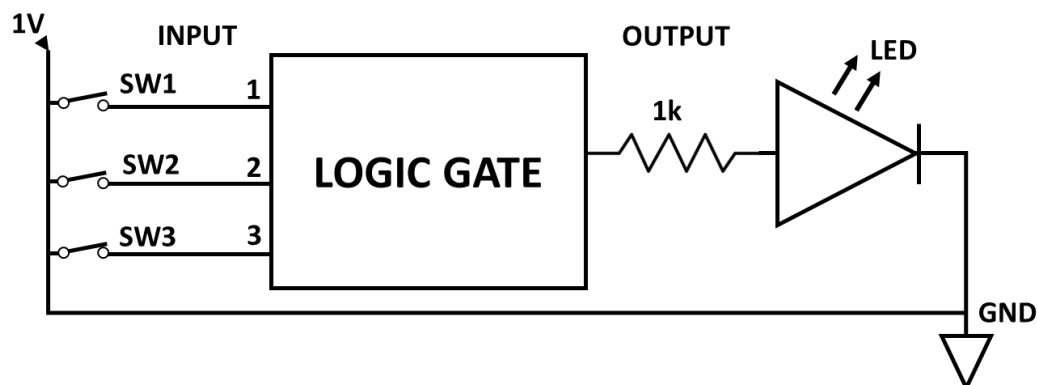 1V
INPUT
OUTPUT
LED
SW1
1
1k
SW2
2
LOGIC GATE
SW3
3
GND